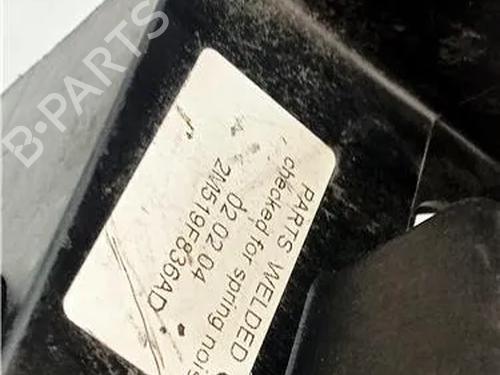 B-PARTS
PARTS WELDED
checked for spring nois
02 02 04
2M519F836AD